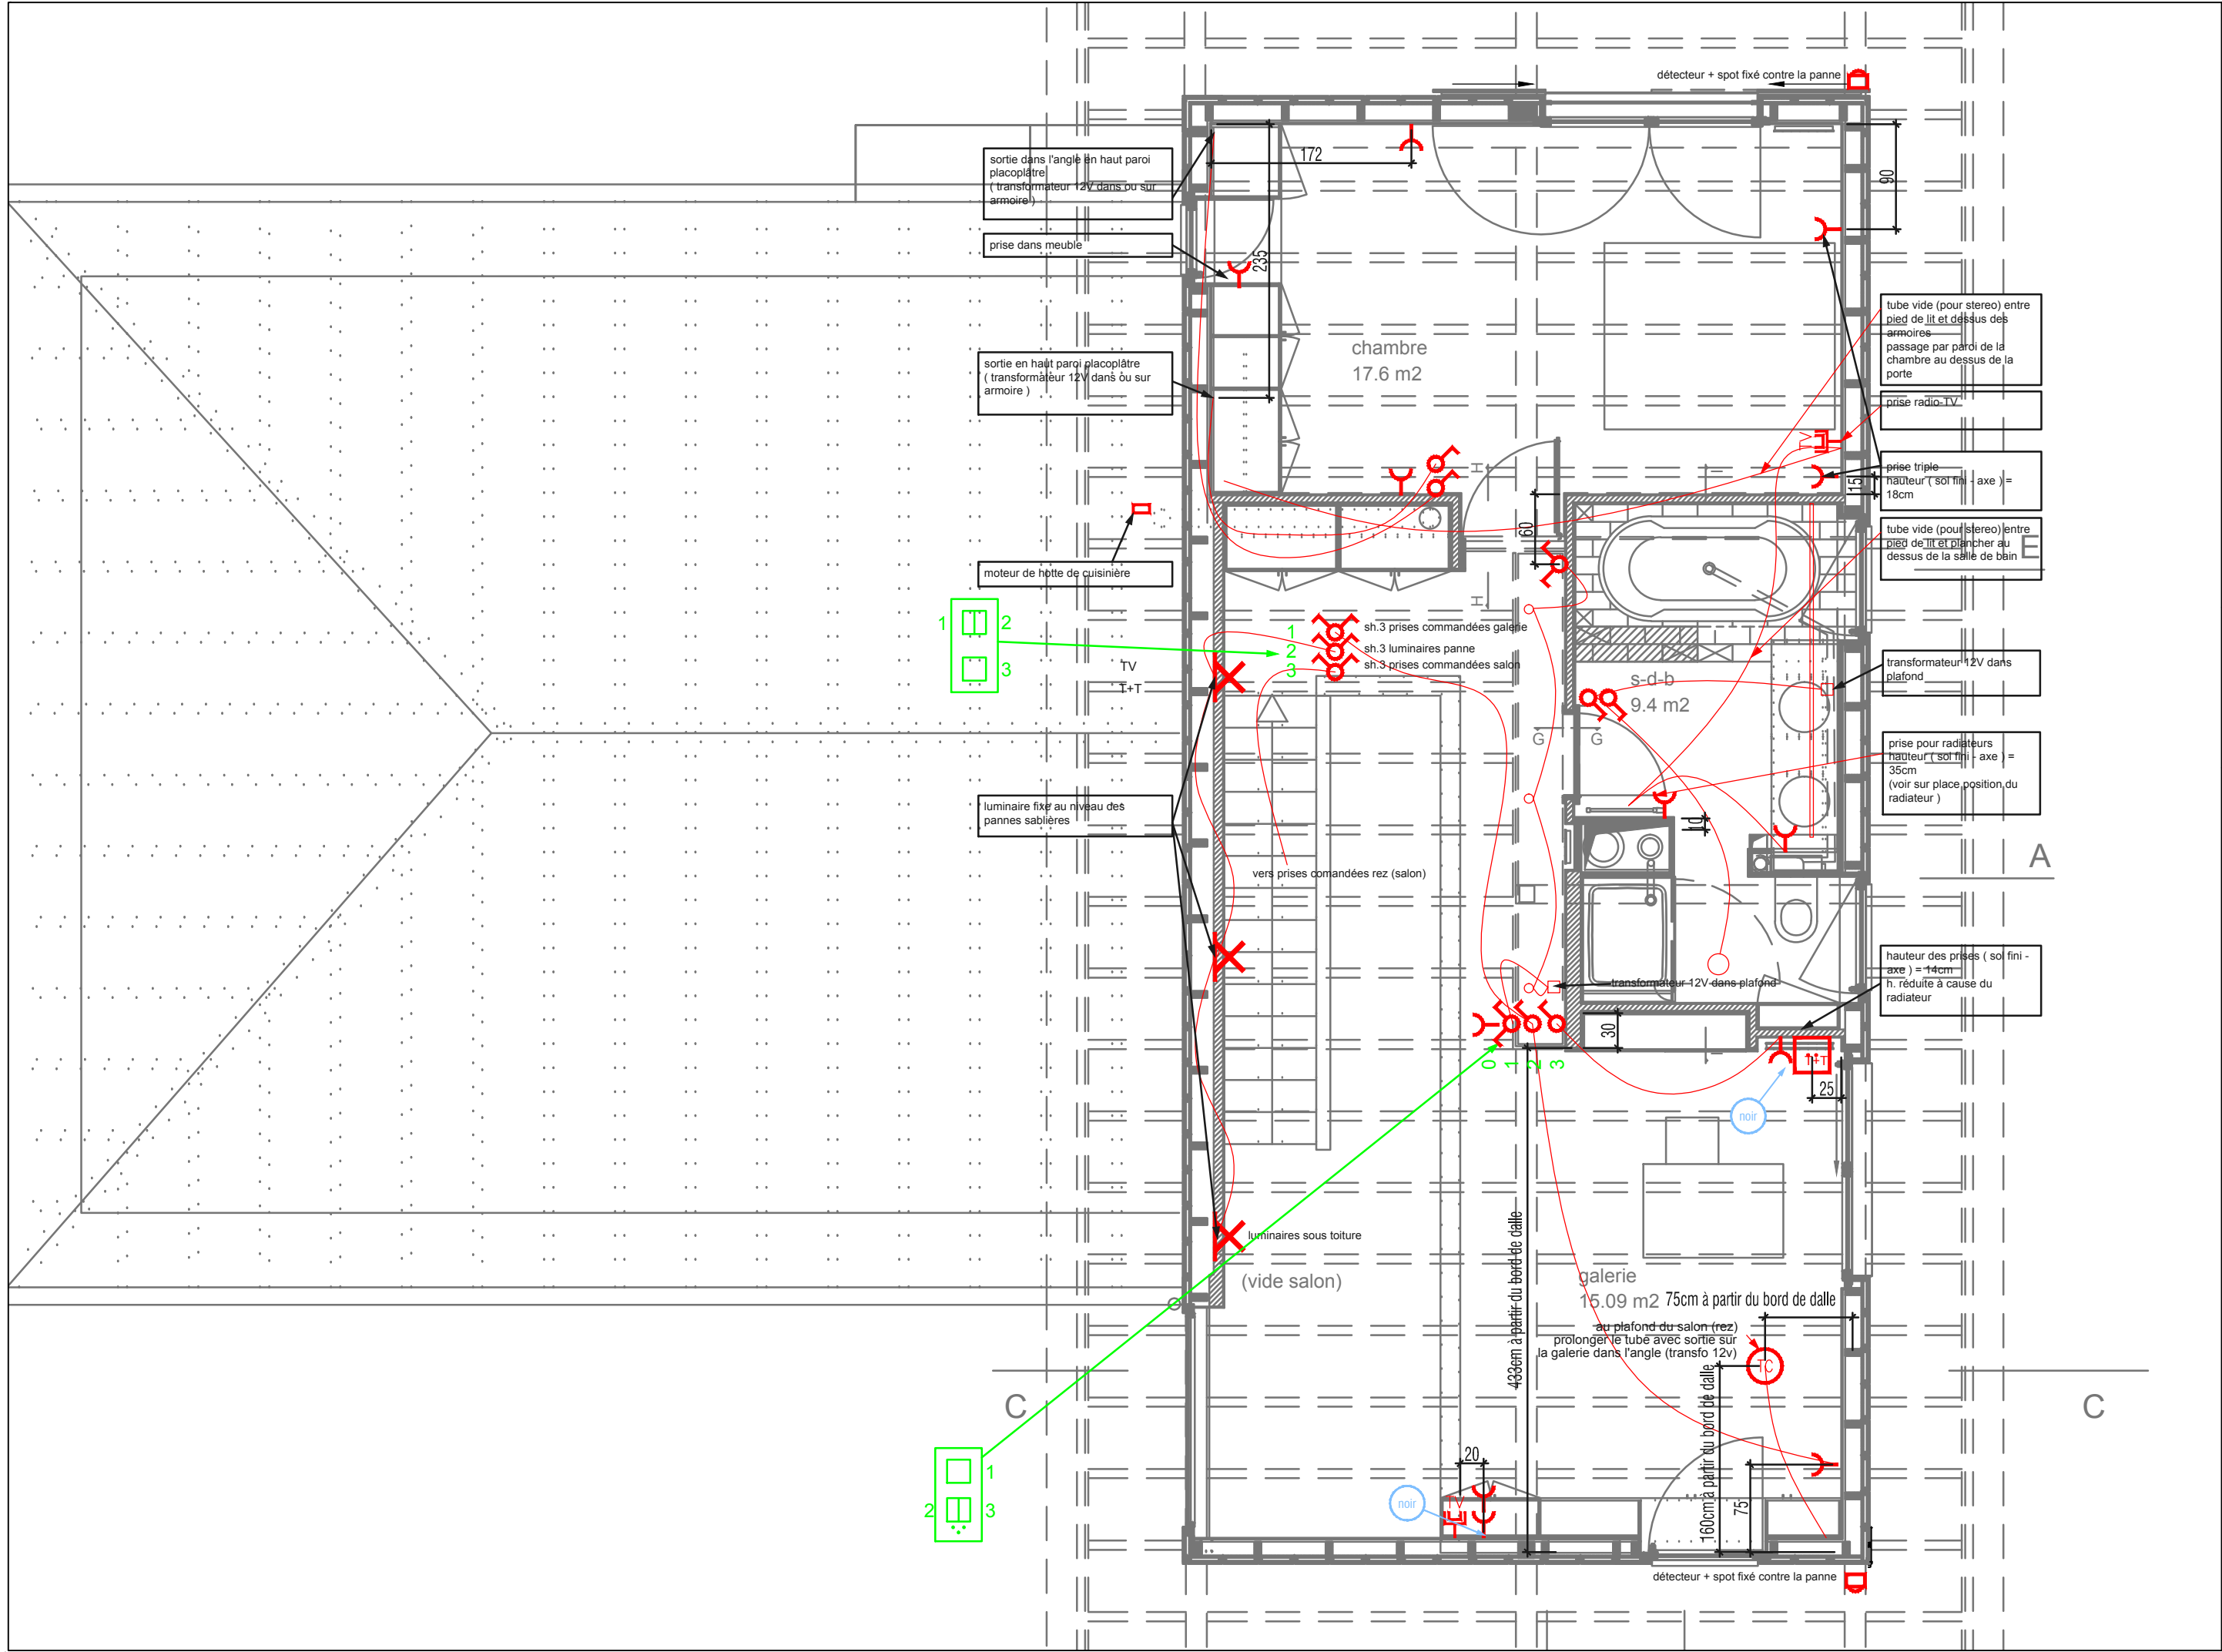 détecteur + spot fixé contre la panne
sortie dans l'angle en haut paroi
placoplâtre
( transformateur 12V dans ou sur
armoire )
172
90
prise dans meuble
235
tube vide (pour stereo) entre
pied de lit et dessus des
armoires
passage par paroi de la
chambre au dessus de la
porte
chambre
17.6 m2
sortie en haut paroi placoplâtre
( transformateur 12V dans ou sur
armoire )
prise radio-TV
TV
prise triple
hauteur ( sol fini - axe ) =
18cm
15
H
H
60
tube vide (pour stereo) entre
pied de lit et plancher au
dessus de la salle de bain
E
moteur de hotte de cuisinière
1
2
3
1
2
3
sh.3 prises commandées galerie
sh.3 luminaires panne
sh.3 prises commandées salon
TV
T+T
s-d-b
9.4 m2
transformateur 12V dans
plafond
G
G
prise pour radiateurs
hauteur ( sol fini - axe ) =
35cm
(voir sur place position du
radiateur )
luminaire fixe au niveau des
pannes sablières
10
A
vers prises comandées rez (salon)
hauteur des prises ( sol fini -
axe ) = 14cm
h. réduite à cause du
radiateur
transformateur 12V dans plafond
30
0
1
2
3
T+T
25
noir
luminaires sous toiture
(vide salon)
433cm à partir du bord de dalle
galerie
15.09 m2
75cm à partir du bord de dalle
au plafond du salon (rez)
prolonger le tube avec sortie sur
la galerie dans l'angle (transfo 12v)
TC
160cm à partir du bord de dalle
C
C
20
75
TV
noir
1
2
3
détecteur + spot fixé contre la panne